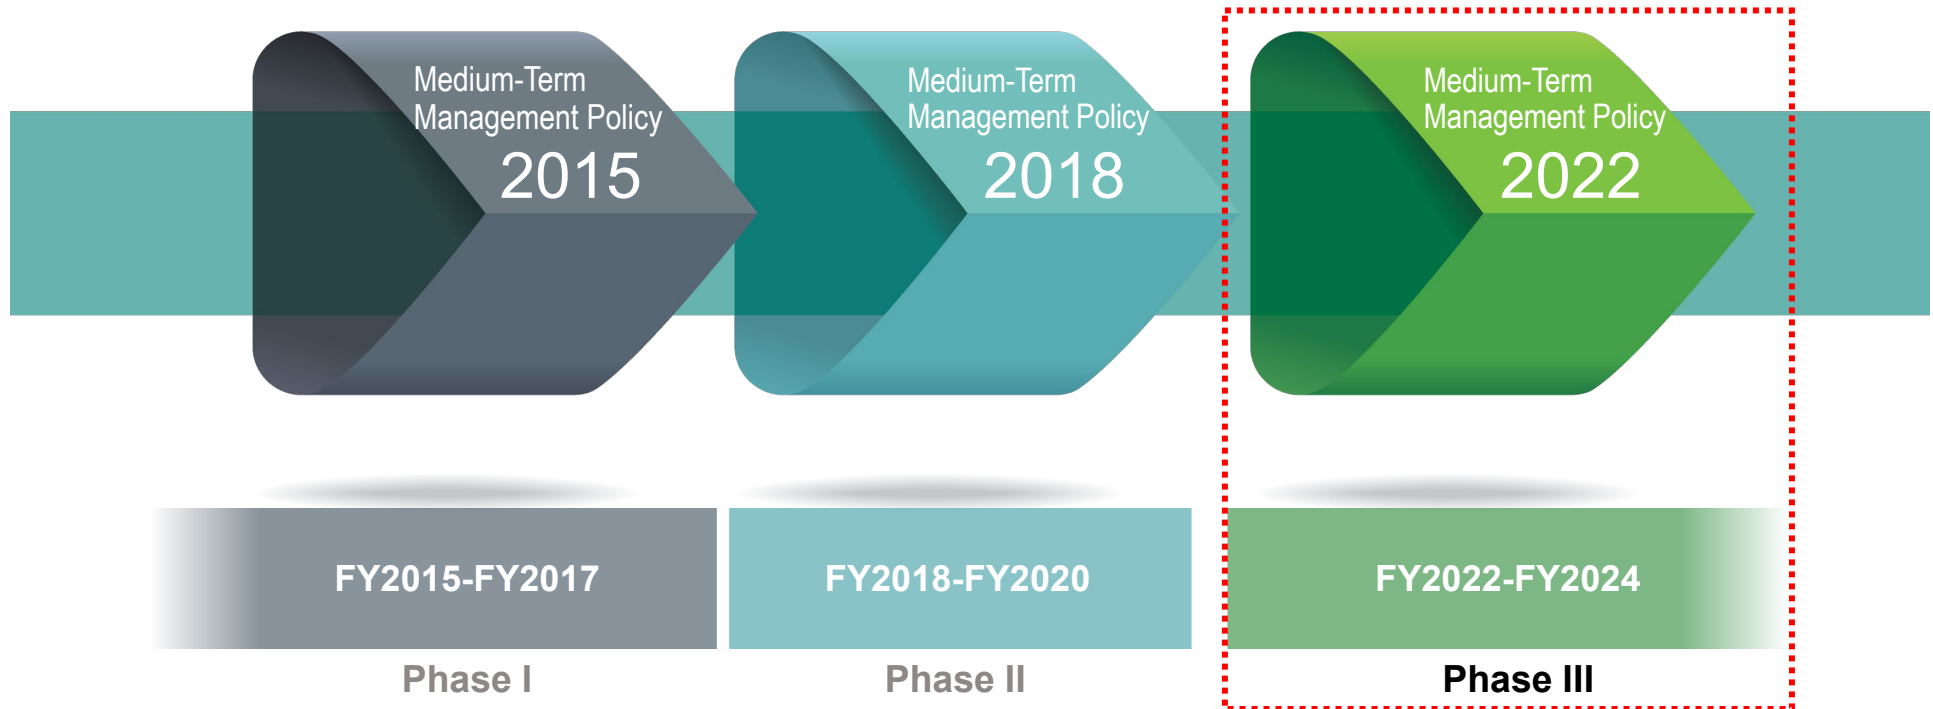 Medium-Term
Management Policy
2015
Medium-Term
Management Policy
2018
Medium-Term
Management Policy
2022
FY2015-FY2017
FY2018-FY2020
FY2022-FY2024
Phase I
Phase II
Phase III